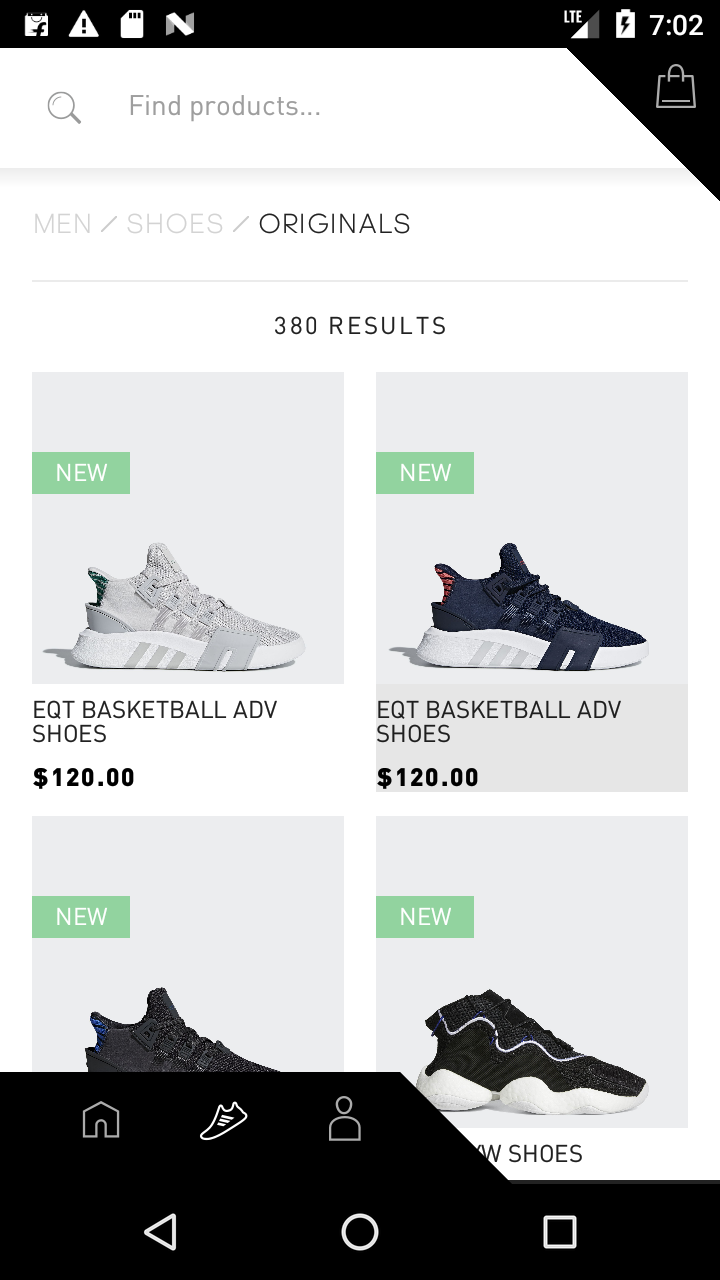 LTE 7:02
Find products...
MEN / SHOES / ORIGINALS
380 RESULTS
NEW
NEW
EQT BASKETBALL ADV
SHOES
$120.00
EQT BASKETBALL ADV
SHOES
$120.00
NEW
NEW
SHOES